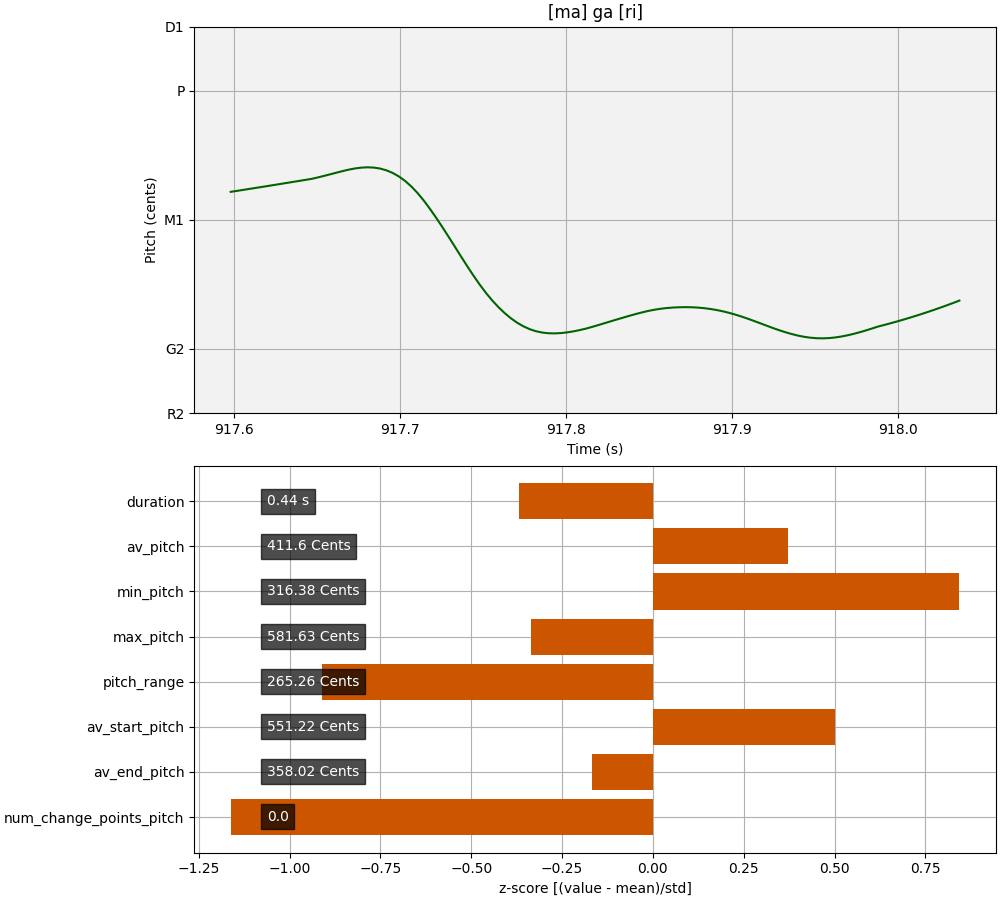 [ma] ga [ri]
D1
P
M1
G2
R2
Pitch (cents)
917.6 917.7 917.8 917.9 918.0
Time (s)
duration 0.44 s
av_pitch 411.6 Cents
min_pitch 316.38 Cents
max_pitch 581.63 Cents
pitch_range 265.26 Cents
av_start_pitch 551.22 Cents
av_end_pitch 358.02 Cents
num_change_points_pitch 0.0
−1.25 −1.00 −0.75 −0.50 −0.25 0.00 0.25 0.50 0.75
z-score [(value - mean)/std]